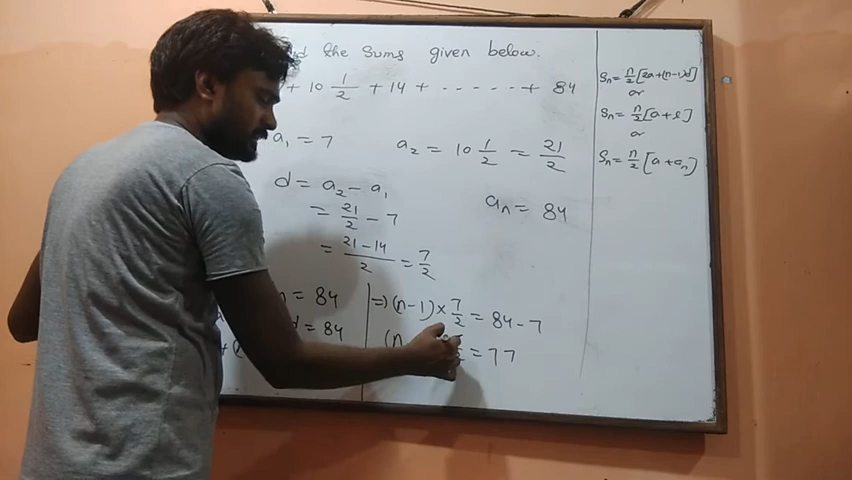 the Sums given below.
+ 10 1/2 + 14 + ------ + 84
a₁ = 7
a₂ = 10 1/2 = 21/2
d = a₂ - a₁
= 21/2 - 7
aₙ = 84
= 21-14/2 = 7/2
= 84
= 84
=) (n-1) × 7/2 = 84-7
= 77
Sₙ = n/2 [2a+(n-1)d]
or
Sₙ = n/2 [a+l]
or
Sₙ = n/2 [a+aₙ]